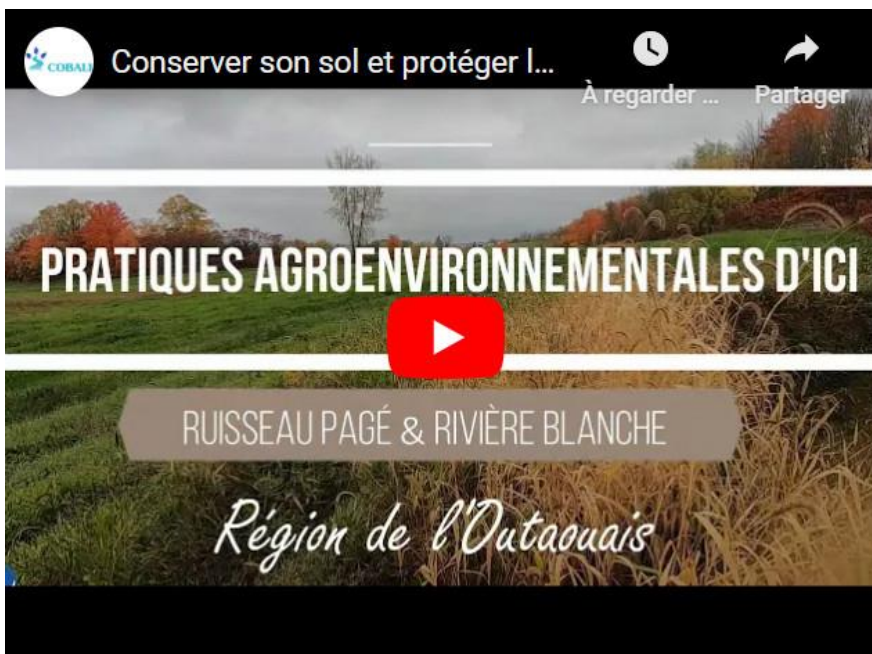 COBALI
Conserver son sol et protéger l...
À regarder ...
Partager
PRATIQUES AGROENVIRONNEMENTALES D'ICI
RUISSEAU PAGÉ & RIVIÈRE BLANCHE
Région de l'Outaouais